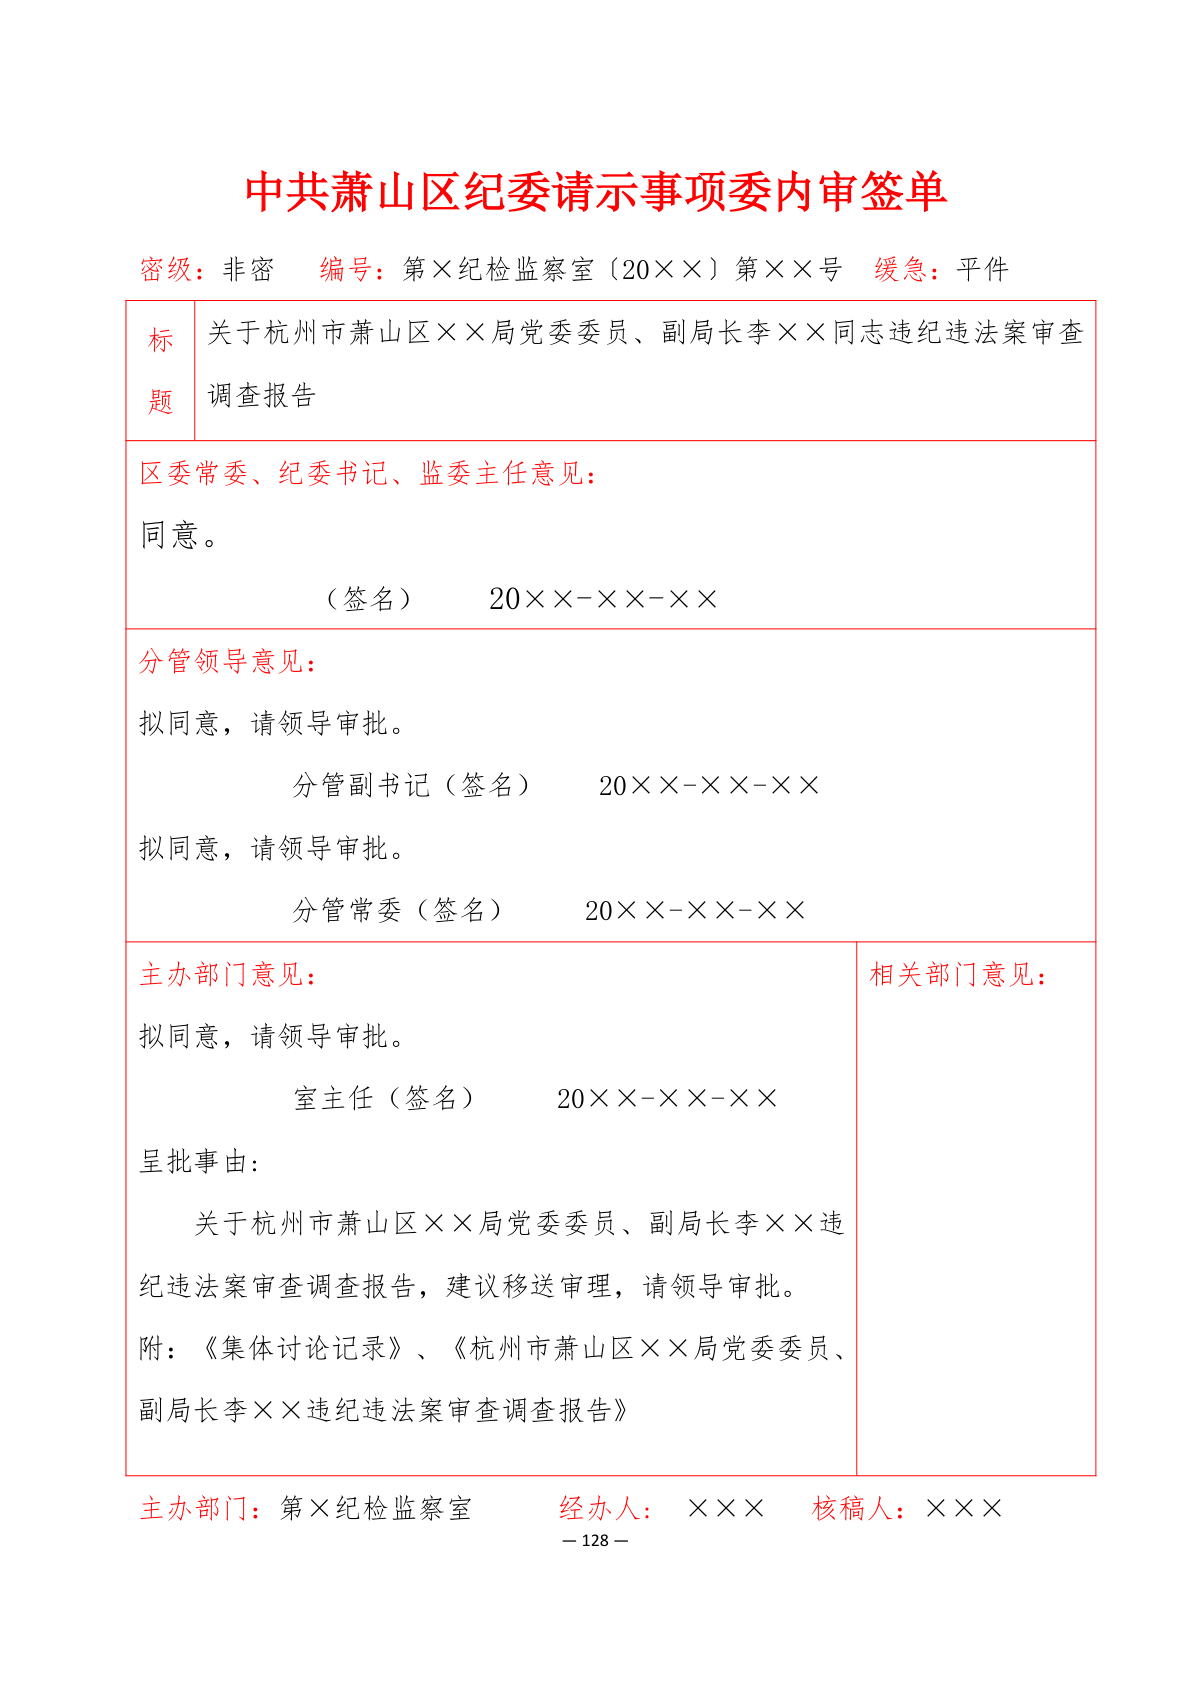 中共萧山区纪委请示事项委内审签单
密级：非密 编号：第×纪检监察室〔20××〕第××号 缓急：平件
标题
关于杭州市萧山区××局党委委员、副局长李××同志违纪违法案审查
调查报告
区委常委、纪委书记、监委主任意见：
同意。
（签名） 20××-××-××
分管领导意见：
拟同意，请领导审批。
分管副书记（签名） 20××-××-××
拟同意，请领导审批。
分管常委（签名） 20××-××-××
主办部门意见：
拟同意，请领导审批。
室主任（签名） 20××-××-××
呈批事由:
关于杭州市萧山区××局党委委员、副局长李××违
纪违法案审查调查报告，建议移送审理，请领导审批。
附：《集体讨论记录》、《杭州市萧山区××局党委委员、
副局长李××违纪违法案审查调查报告》
相关部门意见：
主办部门：第×纪检监察室 经办人： ××× 核稿人：×××
— 128 —